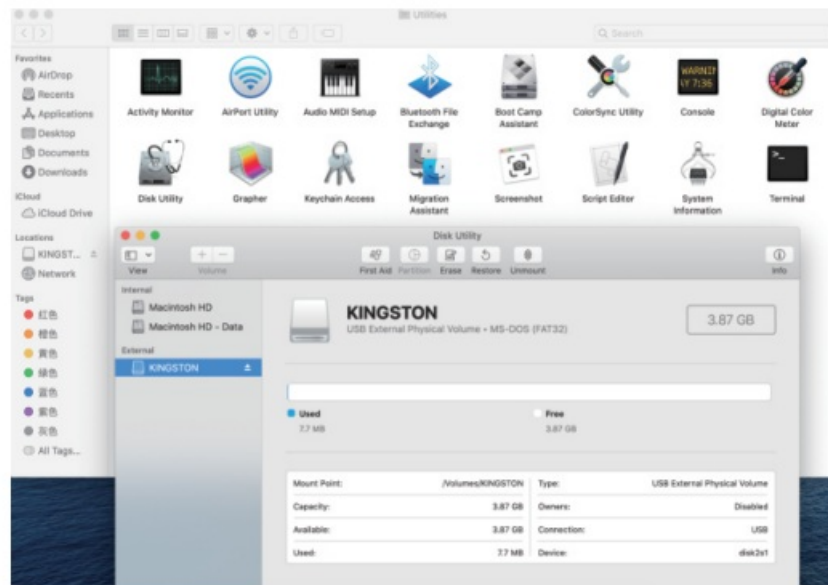 Utilities
Search
Favorites
AirDrop
Recents
Applications
Desktop
Documents
Downloads
iCloud
iCloud Drive
Locations
KINGST...
Network
Tags
红色
橙色
黄色
绿色
蓝色
紫色
灰色
All Tags...
Activity Monitor
AirPort Utility
Audio MIDI Setup
Bluetooth File
Exchange
Boot Camp
Assistant
ColorSync Utility
WARNIN
Y 7:36
Console
Digital Color
Meter
Disk Utility
Grapher
Keychain Access
Migration
Assistant
Screenshot
Script Editor
System
Information
Terminal
Disk Utility
View
Volume
First Aid Partition Erase Restore Unmount
Info
Internal
Macintosh HD
Macintosh HD - Data
External
KINGSTON
KINGSTON
USB External Physical Volume • MS-DOS (FAT32)
3.87 GB
Used
7.7 MB
Free
3.87 GB
Mount Point: /Volumes/KINGSTON Type: USB External Physical Volume
Capacity: 3.87 GB Owners: Disabled
Available: 3.87 GB Connection: USB
Used: 7.7 MB Device: disk2s1